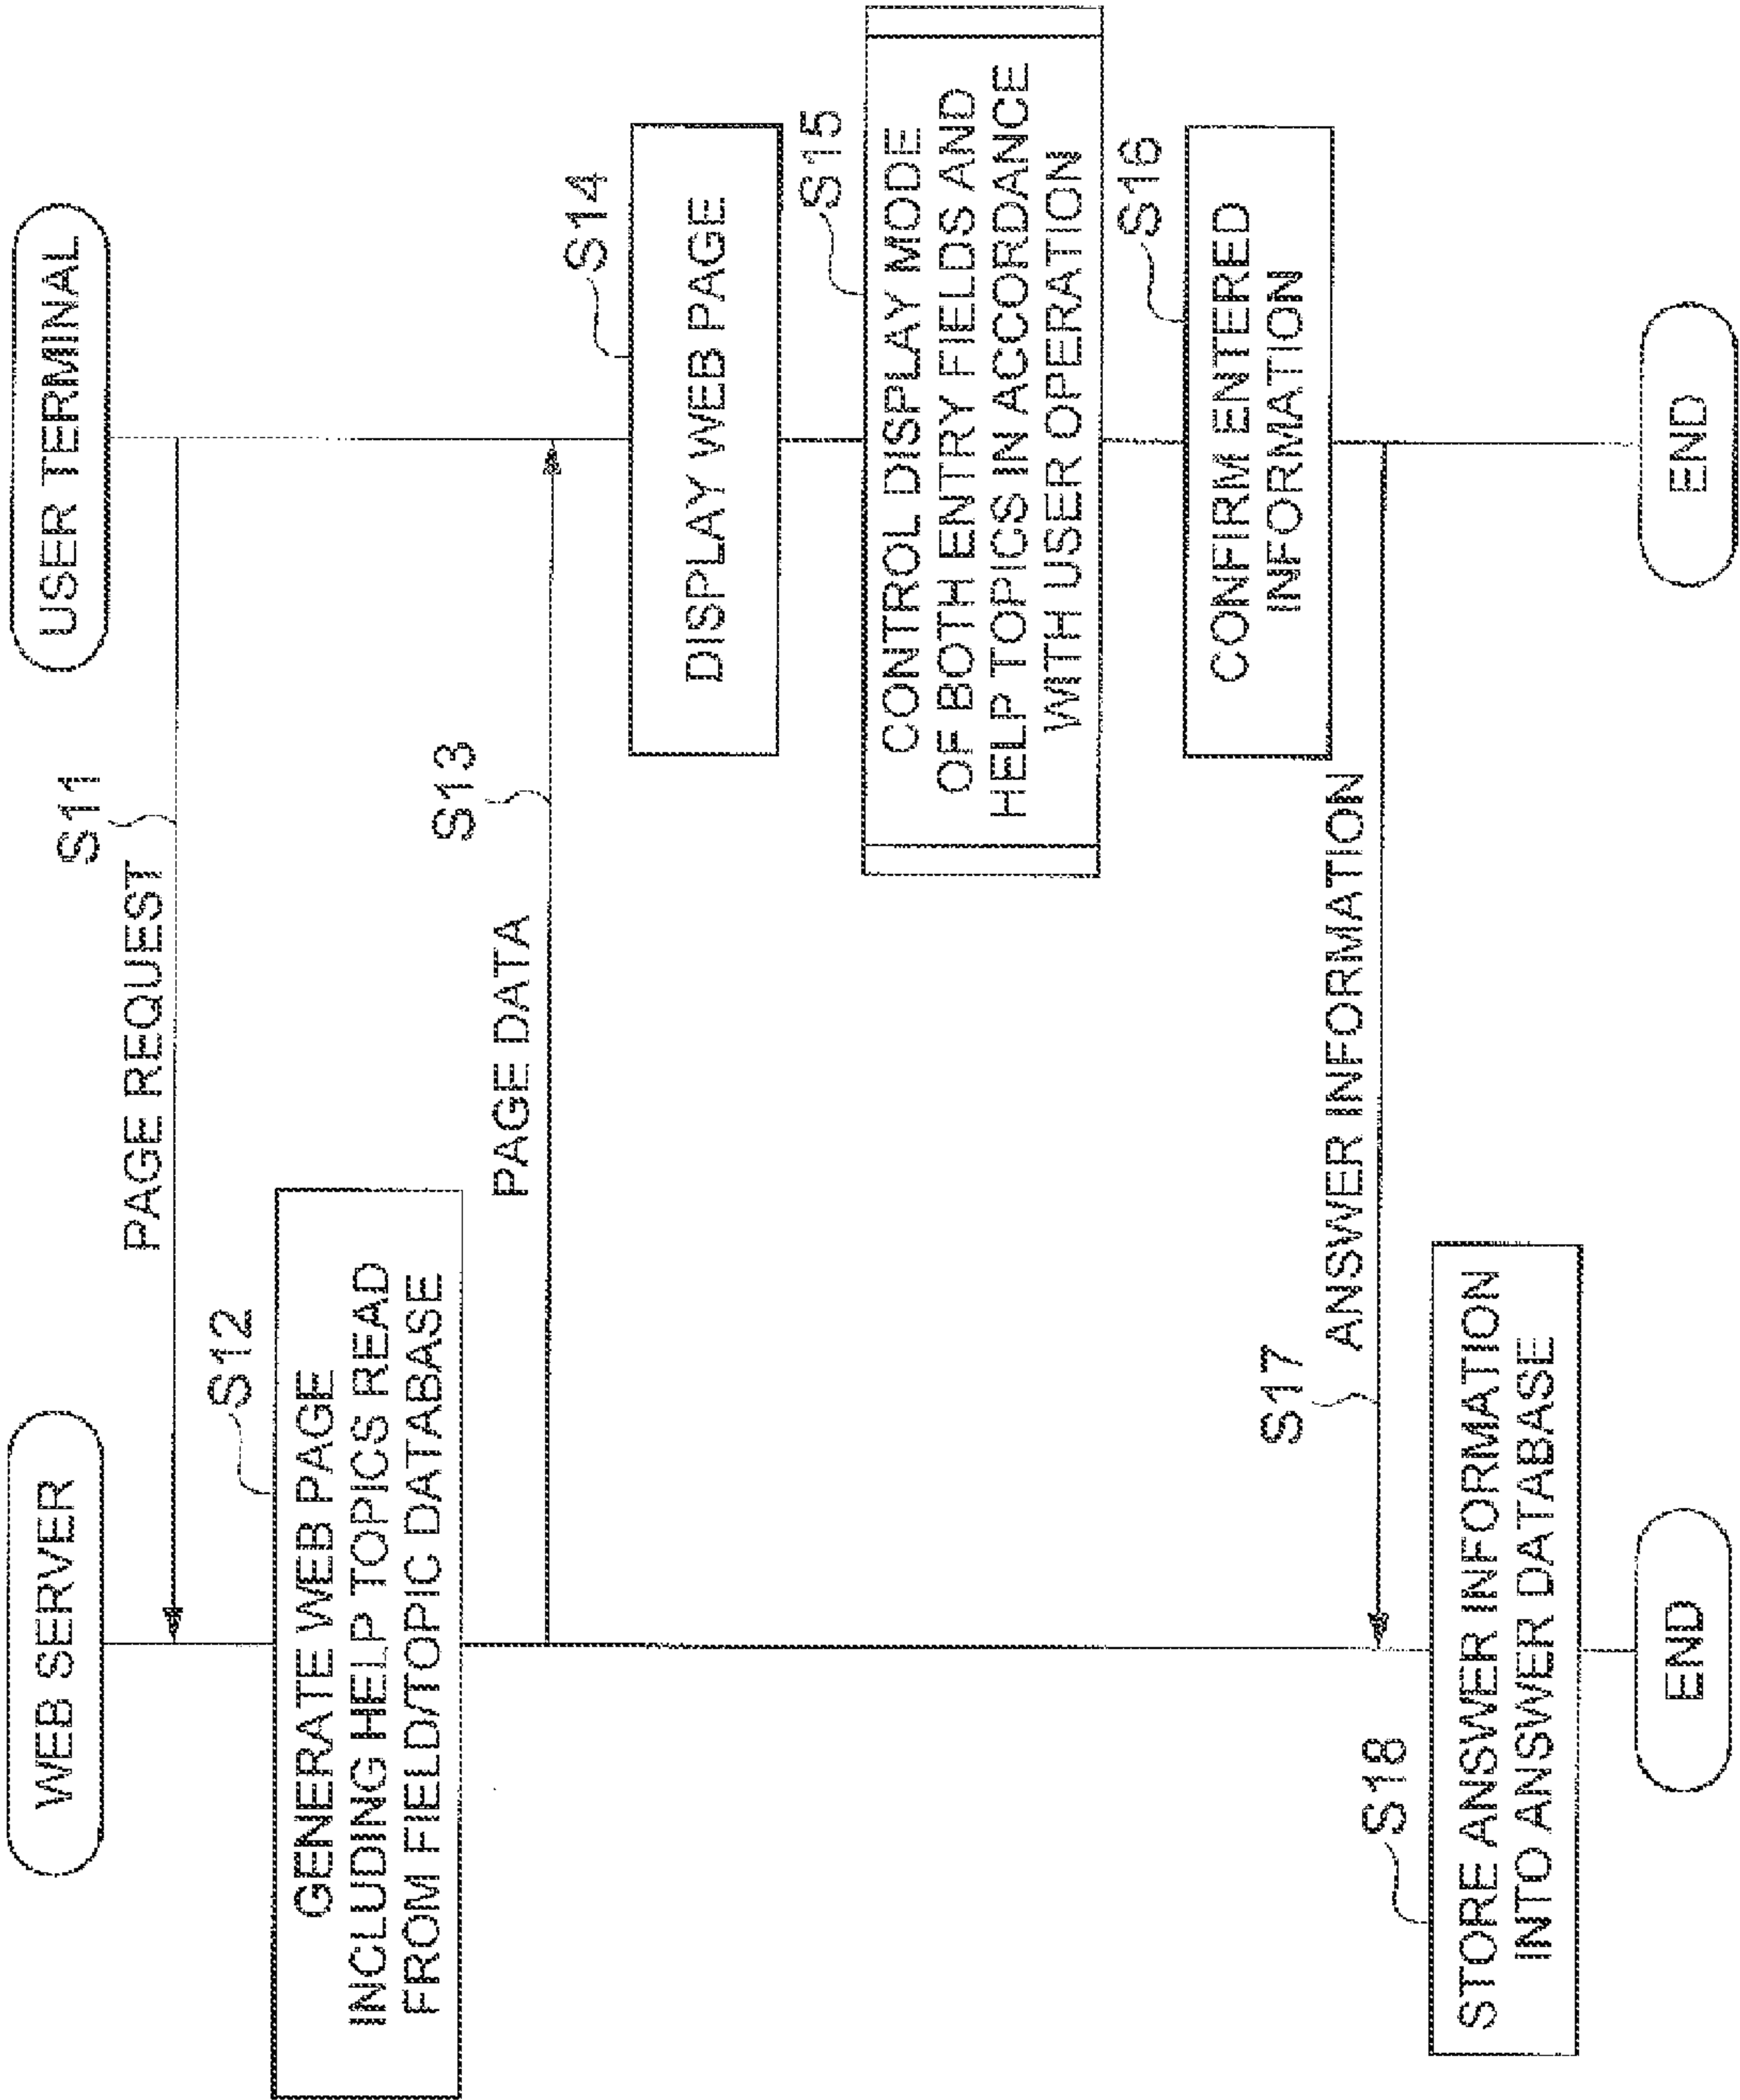 WEB SERVER
USER TERMINAL
S11
PAGE REQUEST
S12
GENERATE WEB PAGE
INCLUDING HELP TOPICS READ
FROM FIELD/TOPIC DATABASE
S13
PAGE DATA
S14
DISPLAY WEB PAGE
S15
CONTROL DISPLAY MODE
OF BOTH ENTRY FIELDS AND
HELP TOPICS IN ACCORDANCE
WITH USER OPERATION
S16
CONFIRM ENTERED
INFORMATION
S17
ANSWER INFORMATION
S18
STORE ANSWER INFORMATION
INTO ANSWER DATABASE
END
END